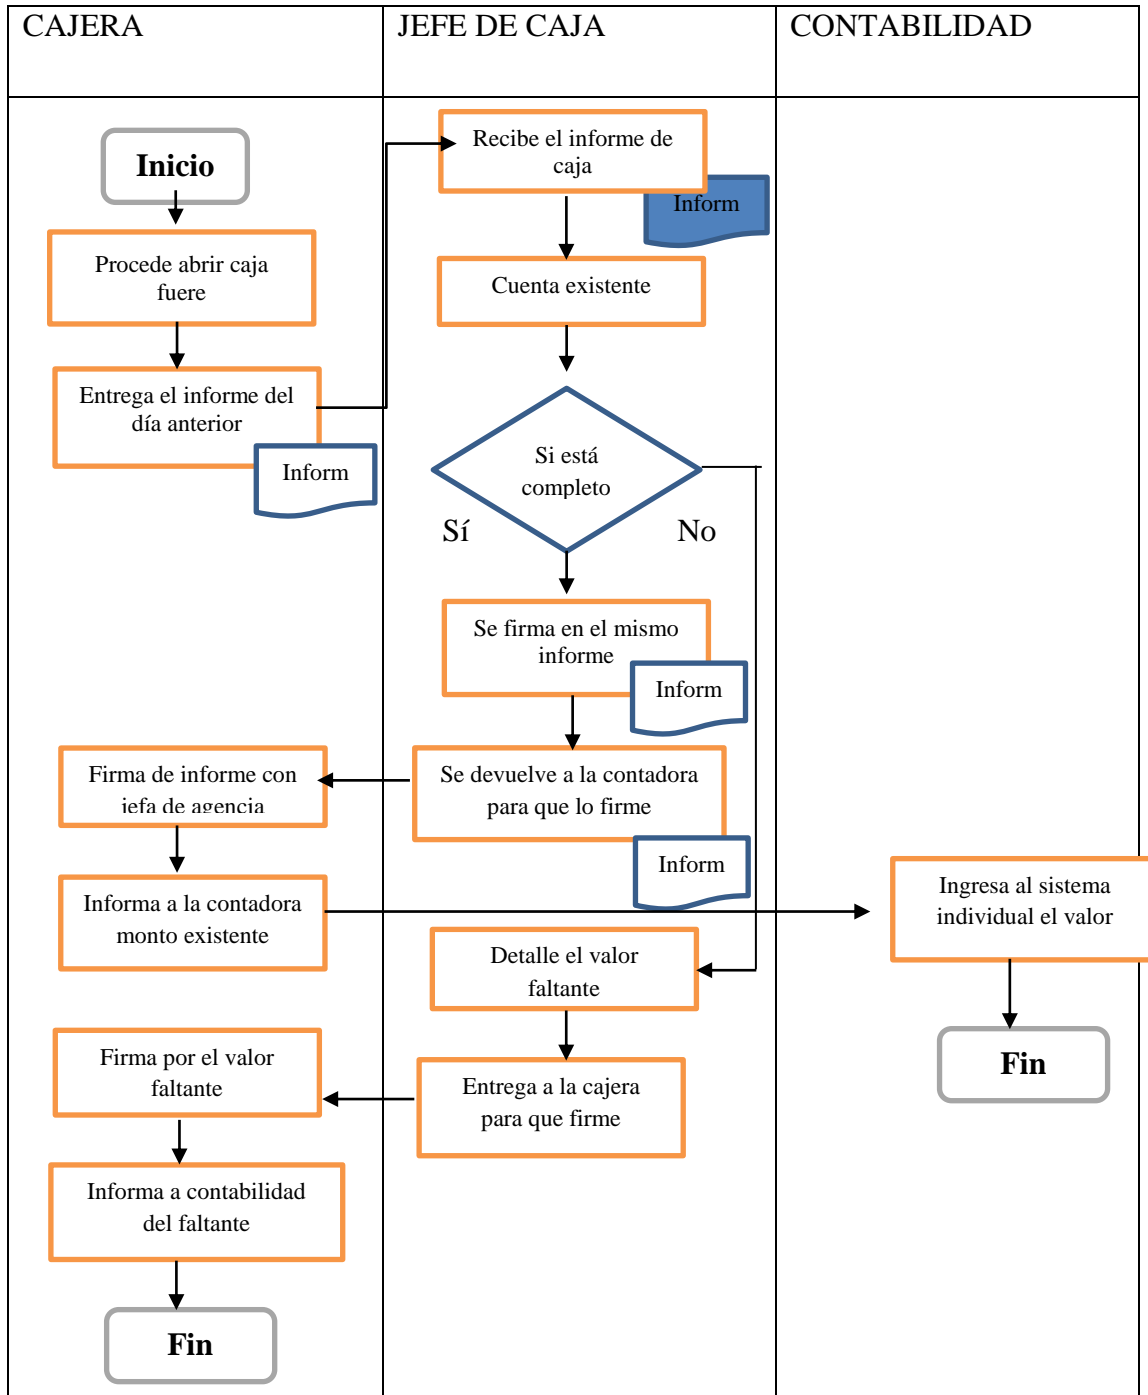 CAJERA
JEFE DE CAJA
CONTABILIDAD
Inicio
Procede abrir caja
fuere
Entrega el informe del
día anterior
Inform
Recibe el informe de
caja
Inform
Cuenta existente
Si está
completo
Sí
No
Se firma en el mismo
informe
Inform
Se devuelve a la contadora
para que lo firme
Inform
Firma de informe con
jefa de agencia
Informa a la contadora
monto existente
Ingresa al sistema
individual el valor
Fin
Detalle el valor
faltante
Entrega a la cajera
para que firme
Firma por el valor
faltante
Informa a contabilidad
del faltante
Fin